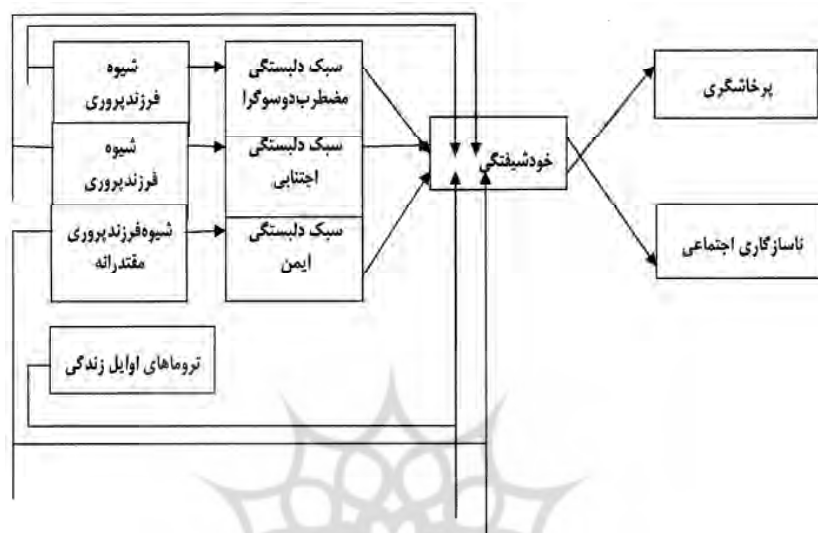 شیوه
فرزندپروری
سبک دلبستگی
مضطرب‌دوسوگرا
شیوه
فرزندپروری
سبک دلبستگی
اجتنابی
شیوه‌فرزندپروری
مقتدرانه
سبک دلبستگی
ایمن
تروماهای اوایل زندگی
خودشیفتگی
پرخاشگری
ناسازگاری اجتماعی